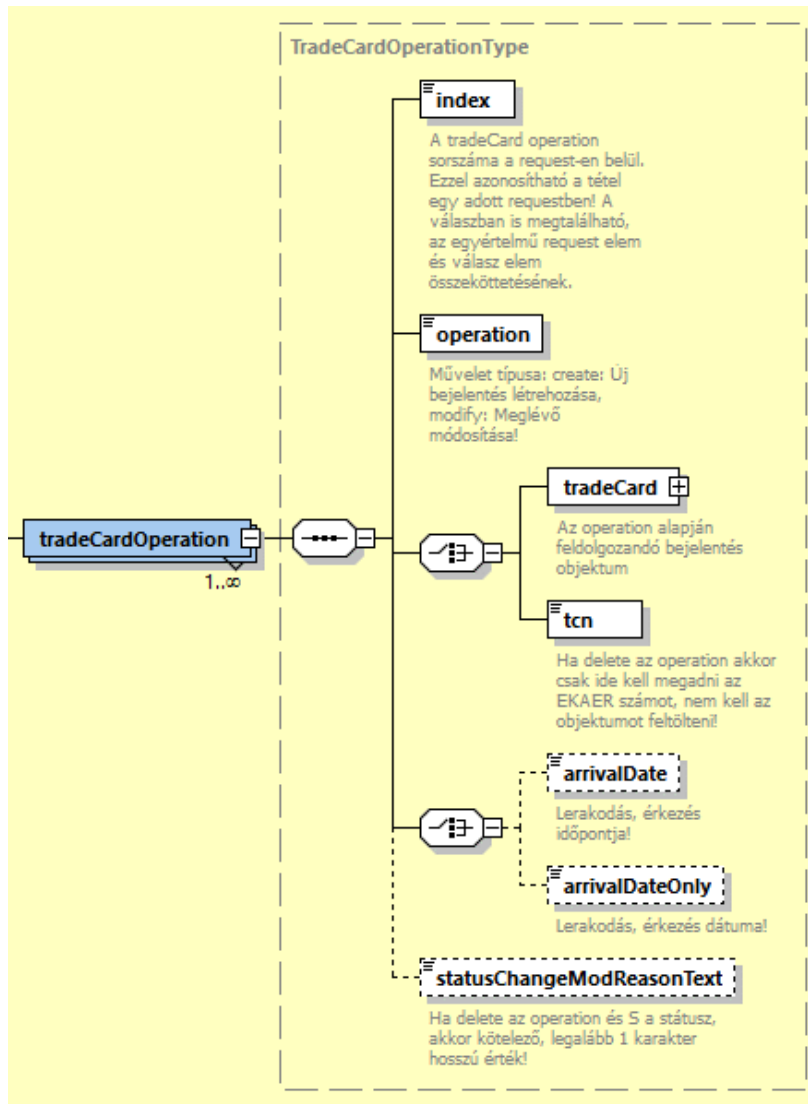 TradeCardOperationType
index
A tradeCard operation
sorszáma a request-en belül.
Ezzel azonosítható a tétel
egy adott requestben! A
válaszban is megtalálható,
az egyértelmű request elem
és válasz elem
összeköttetésének.
operation
Művelet típusa: create: Új
bejelentés létrehozása,
modify: Meglévő
módosítása!
tradeCardOperation
1..∞
tradeCard
Az operation alapján
feldolgozandó bejelentés
objektum
tcn
Ha delete az operation akkor
csak ide kell megadni az
EKAER számot, nem kell az
objektumot feltölteni!
arrivalDate
Lerakodás, érkezés
időpontja!
arrivalDateOnly
Lerakodás, érkezés dátuma!
statusChangeModReasonText
Ha delete az operation és S a státusz,
akkor kötelező, legalább 1 karakter
hosszú érték!